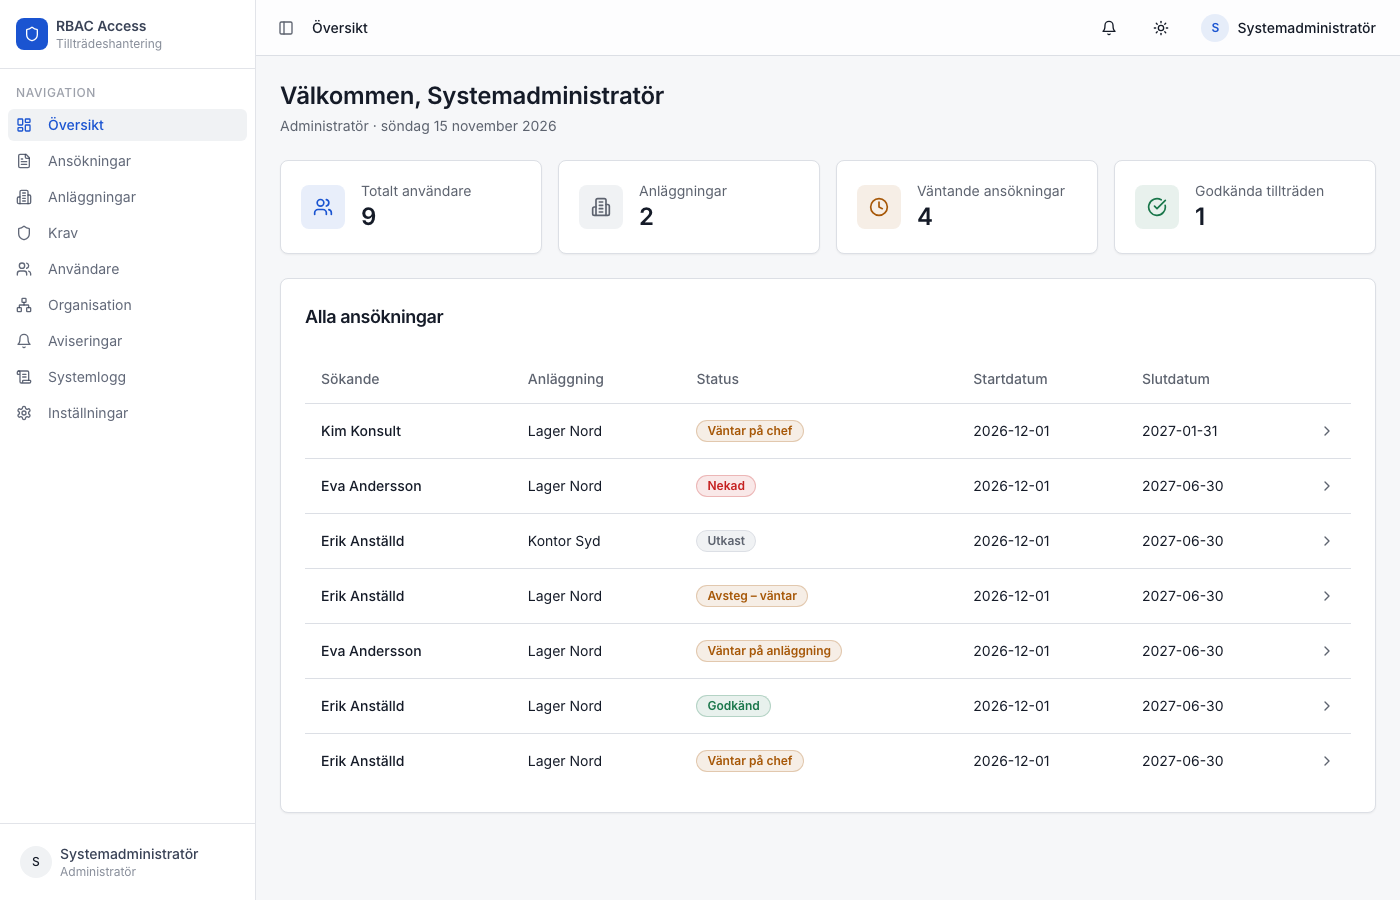 RBAC Access
Tillträdeshantering
NAVIGATION
Översikt
Ansökningar
Anläggningar
Krav
Användare
Organisation
Aviseringar
Systemlogg
Inställningar
S
Systemadministratör
Administratör
Översikt
S Systemadministratör
Välkommen, Systemadministratör
Administratör · söndag 15 november 2026
Totalt användare
9
Anläggningar
2
Väntande ansökningar
4
Godkända tillträden
1
Alla ansökningar
Sökande Anläggning Status Startdatum Slutdatum
Kim Konsult Lager Nord Väntar på chef 2026-12-01 2027-01-31
Eva Andersson Lager Nord Nekad 2026-12-01 2027-06-30
Erik Anställd Kontor Syd Utkast 2026-12-01 2027-06-30
Erik Anställd Lager Nord Avsteg – väntar 2026-12-01 2027-06-30
Eva Andersson Lager Nord Väntar på anläggning 2026-12-01 2027-06-30
Erik Anställd Lager Nord Godkänd 2026-12-01 2027-06-30
Erik Anställd Lager Nord Väntar på chef 2026-12-01 2027-06-30